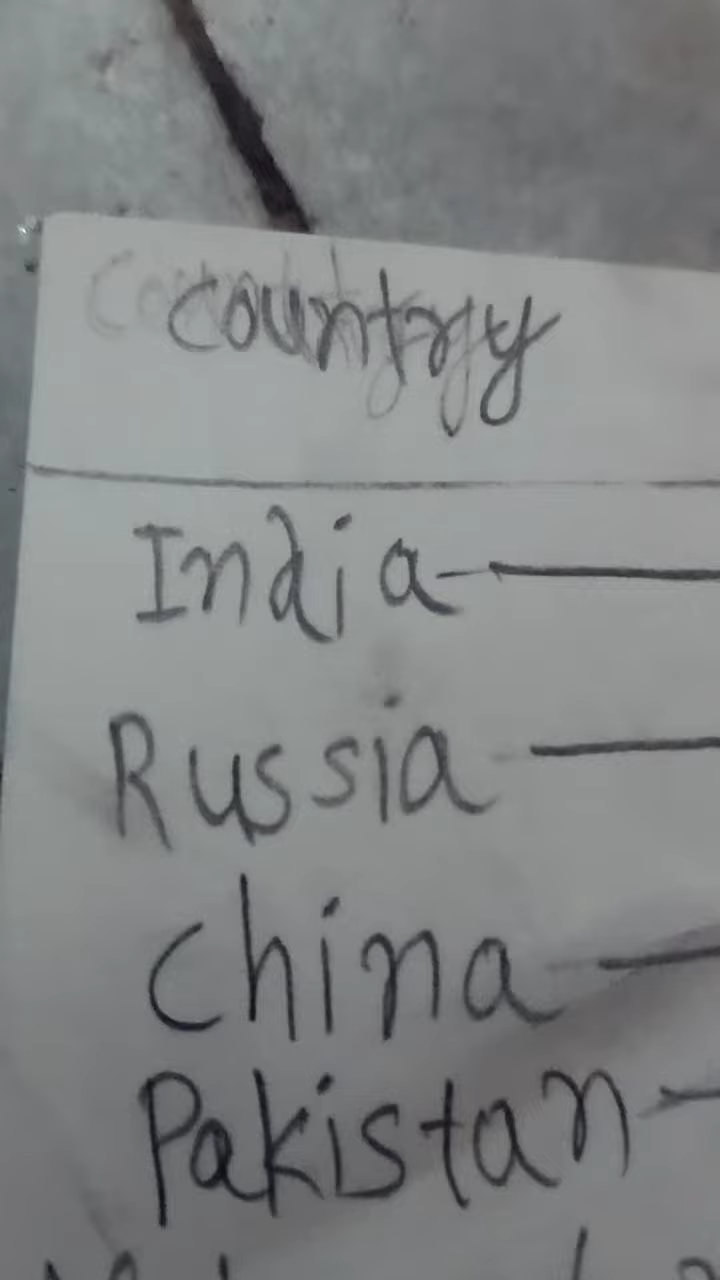 Country
India —
Russia —
China —
Pakistan -